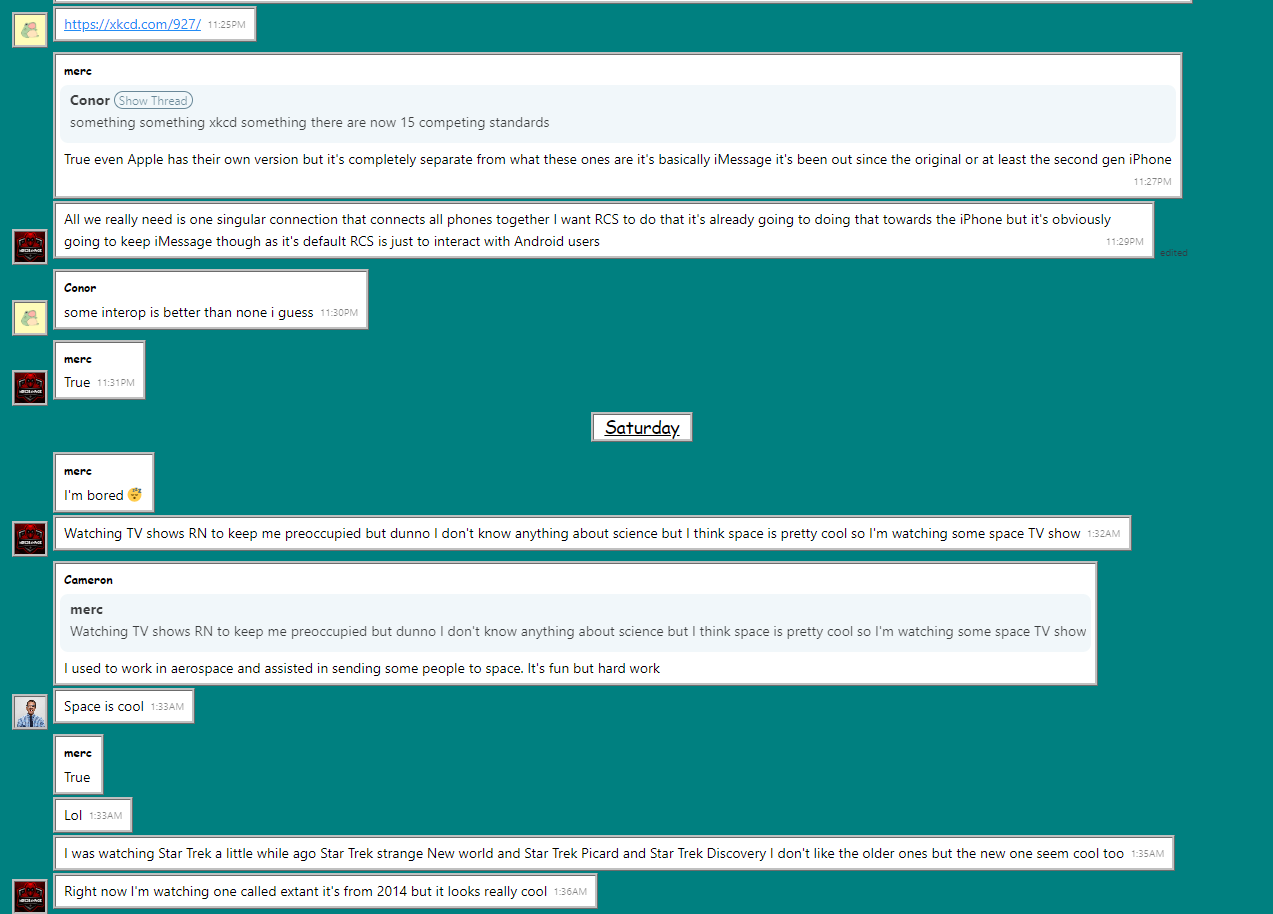 https://xkcd.com/927/ 11:25PM
merc
Conor Show Thread
something something xkcd something there are now 15 competing standards
True even Apple has their own version but it's completely separate from what these ones are it's basically iMessage it's been out since the original or at least the second gen iPhone
11:27PM
All we really need is one singular connection that connects all phones together I want RCS to do that it's already going to doing that towards the iPhone but it's obviously
going to keep iMessage though as it's default RCS is just to interact with Android users 11:29PM
edited
Conor
some interop is better than none i guess 11:30PM
merc
True 11:31PM
Saturday
merc
I'm bored 😴
Watching TV shows RN to keep me preoccupied but dunno I don't know anything about science but I think space is pretty cool so I'm watching some space TV show 1:32AM
Cameron
merc
Watching TV shows RN to keep me preoccupied but dunno I don't know anything about science but I think space is pretty cool so I'm watching some space TV show
I used to work in aerospace and assisted in sending some people to space. It's fun but hard work
Space is cool 1:33AM
merc
True
Lol 1:33AM
I was watching Star Trek a little while ago Star Trek strange New world and Star Trek Picard and Star Trek Discovery I don't like the older ones but the new one seem cool too 1:35AM
Right now I'm watching one called extant it's from 2014 but it looks really cool 1:36AM